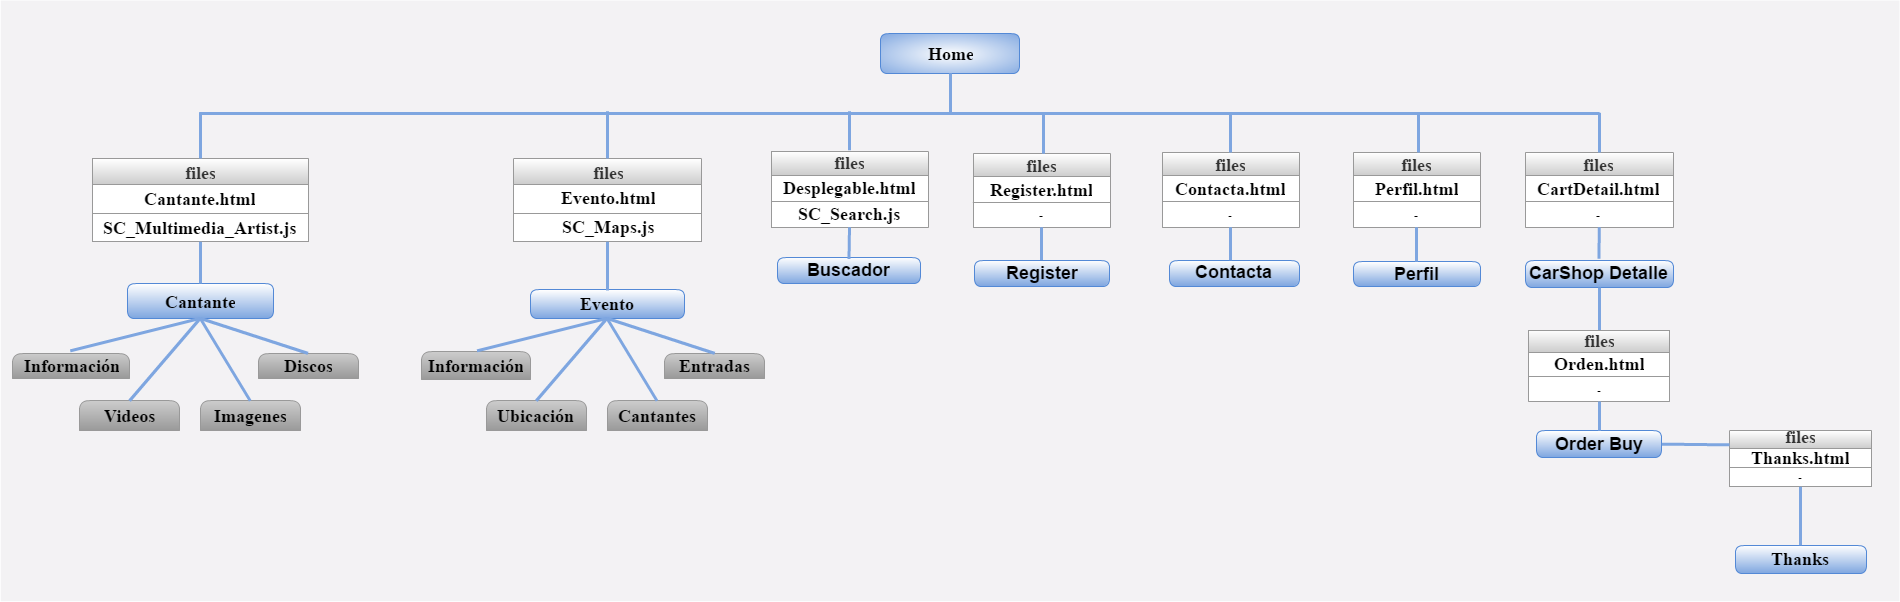 Home
files
Cantante.html
SC_Multimedia_Artist.js
Cantante
Información
Videos
Imagenes
Discos
files
Evento.html
SC_Maps.js
Evento
Información
Ubicación
Cantantes
Entradas
files
Desplegable.html
SC_Search.js
Buscador
files
Register.html
-
Register
files
Contacta.html
-
Contacta
files
Perfil.html
-
Perfil
files
CartDetail.html
-
CarShop Detalle
files
Orden.html
-
Order Buy
files
Thanks.html
-
Thanks